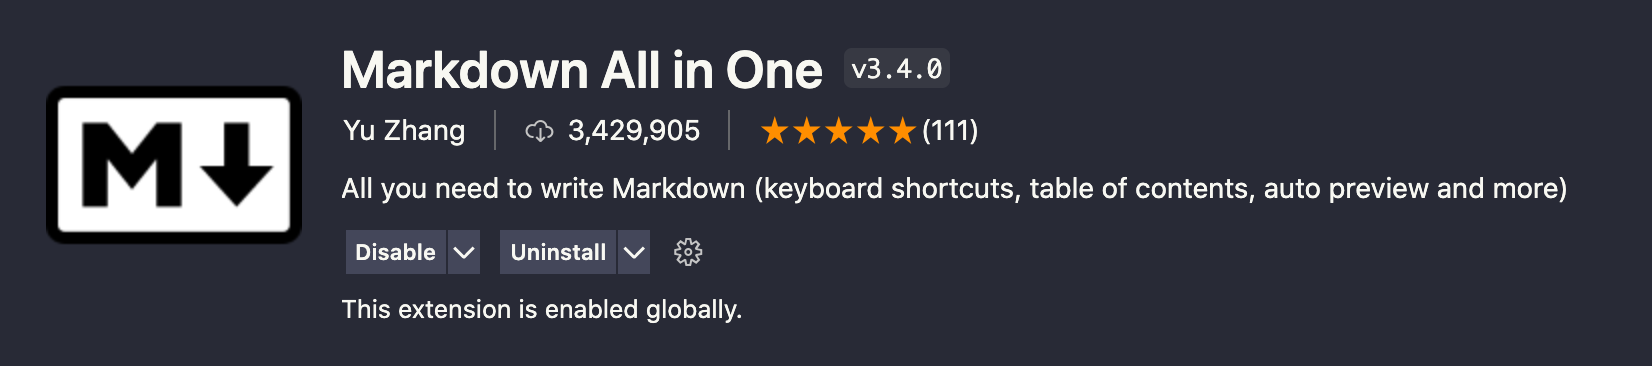 M
Markdown All in One v3.4.0
Yu Zhang 3,429,905 (111)
All you need to write Markdown (keyboard shortcuts, table of contents, auto preview and more)
Disable Uninstall
This extension is enabled globally.